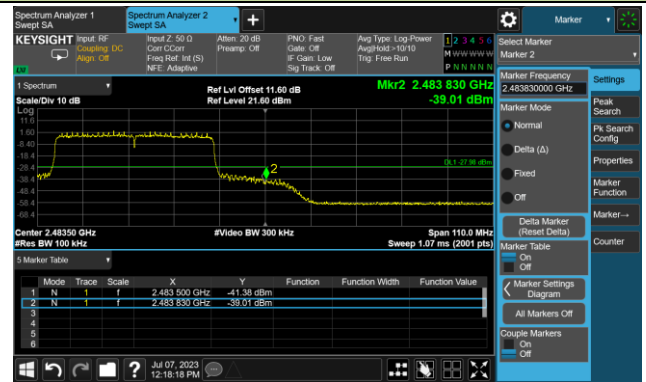 Spectrum Analyzer 1
Swept SA
Spectrum Analyzer 2
Swept SA
+
Marker
KEYSIGHT
Input: RF
Coupling: DC
Align: Off
Input Z: 50 Ω
Corr CCorr
Freq Ref: Int (S)
NFE: Adaptive
Atten: 20 dB
Preamp: Off
PNO: Fast
Gate: Off
IF Gain: Low
Sig Track: Off
Avg Type: Log-Power
Avg|Hold:>10/10
Trig: Free Run
1 2 3 4 5 6
M W W W W W
P N N N N N
Select Marker
Marker 2
1 Spectrum
Scale/Div 10 dB
Log
Ref Lvl Offset 11.60 dB
Ref Level 21.60 dBm
Mkr2 2.483 830 GHz
-39.01 dBm
11.6
1.60
-8.40
-18.4
-28.4
-38.4
-48.4
-58.4
-68.4
DL1 -27.98 dBm
2
Center 2.48350 GHz
#Res BW 100 kHz
#Video BW 300 kHz
Span 110.0 MHz
Sweep 1.07 ms (2001 pts)
5 Marker Table
Mode Trace Scale X Y Function Function Width Function Value
1 N 1 f 2.483 500 GHz -41.38 dBm
2 N 1 f 2.483 830 GHz -39.01 dBm
3
4
5
6
Marker Frequency
2.483830000 GHz
Marker Mode
Normal
Delta (Δ)
Fixed
Off
Delta Marker
(Reset Delta)
Marker Table
On
Off
Marker Settings
Diagram
All Markers Off
Couple Markers
On
Off
Settings
Peak
Search
Pk Search
Config
Properties
Marker
Function
Marker→
Counter
?
Jul 07, 2023
12:18:18 PM